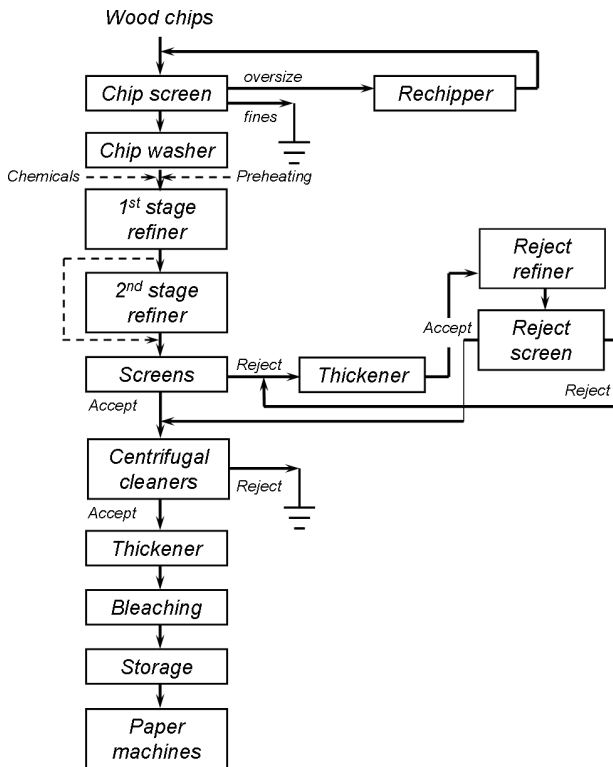 Wood chips
oversize
Chip screen
Rechipper
fines
Chip washer
Chemicals
Preheating
1st stage
refiner
Reject
refiner
2nd stage
refiner
Accept
Reject
screen
Reject
Screens
Thickener
Accept
Reject
Centrifugal
cleaners
Reject
Accept
Thickener
Bleaching
Storage
Paper
machines